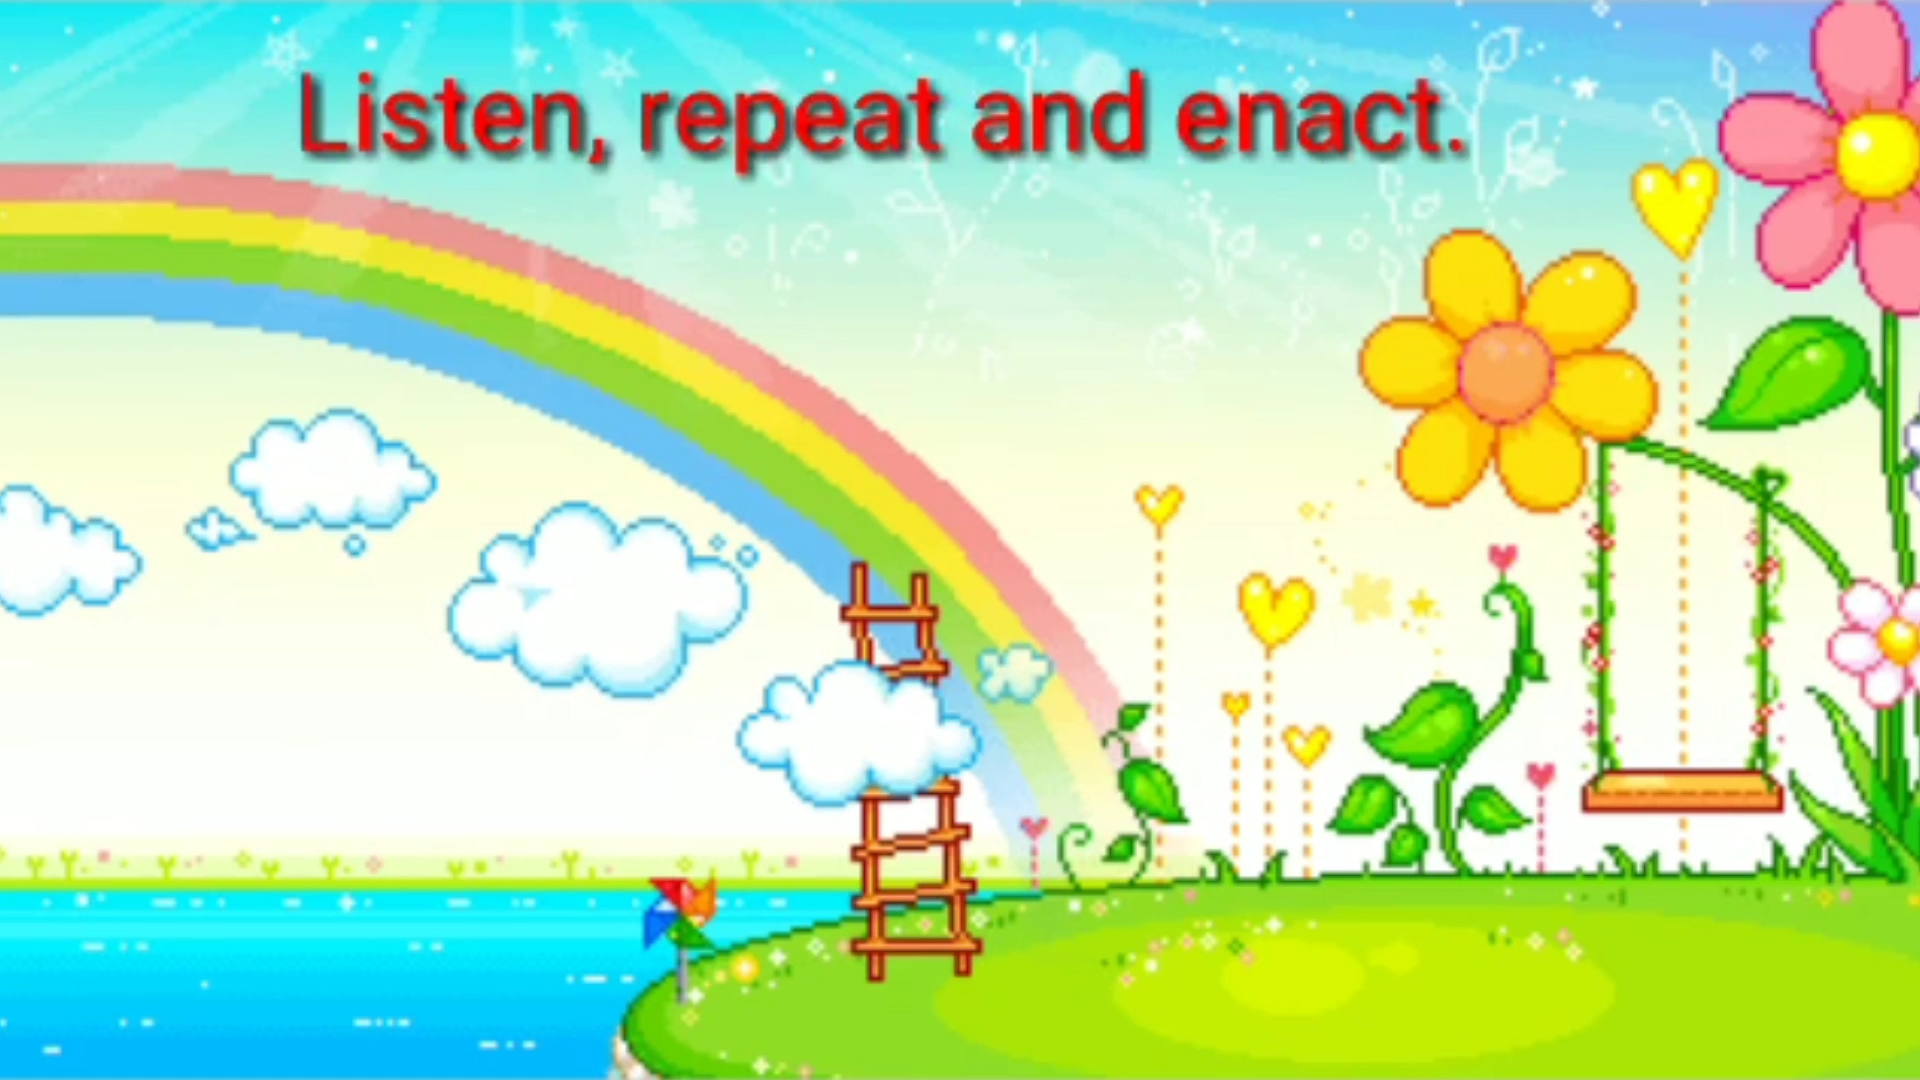 Listen, repeat and enact.